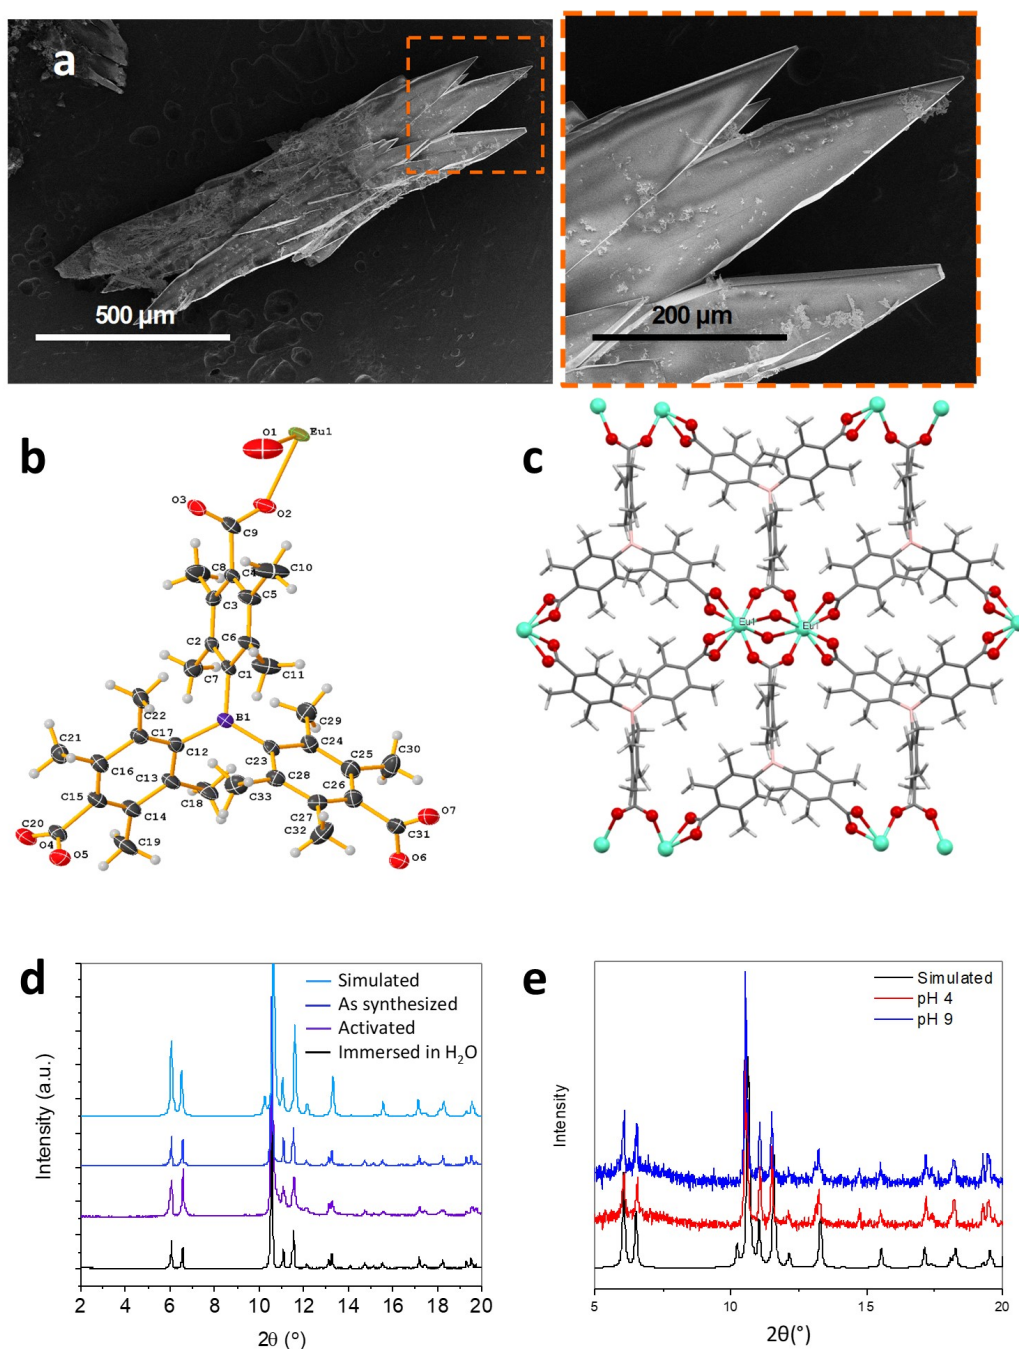 a
500 µm
200 µm
b
O1
Eu1
O3
O2
C9
C8
C4
C10
C3
C5
C2
C6
C7
C1
C11
C22
B1
C29
C21
C17
C12
C24
C25
C30
C16
C13
C23
C28
C15
C18
C33
C26
C14
C20
O4
O5
C19
C27
C32
C31
O7
O6
c
Eu1
Eu1
d
Simulated
As synthesized
Activated
Immersed in H₂O
Intensity (a.u.)
2 4 6 8 10 12 14 16 18 20
2θ (°)
e
Simulated
pH 4
pH 9
Intensity
5 10 15 20
2θ(°)